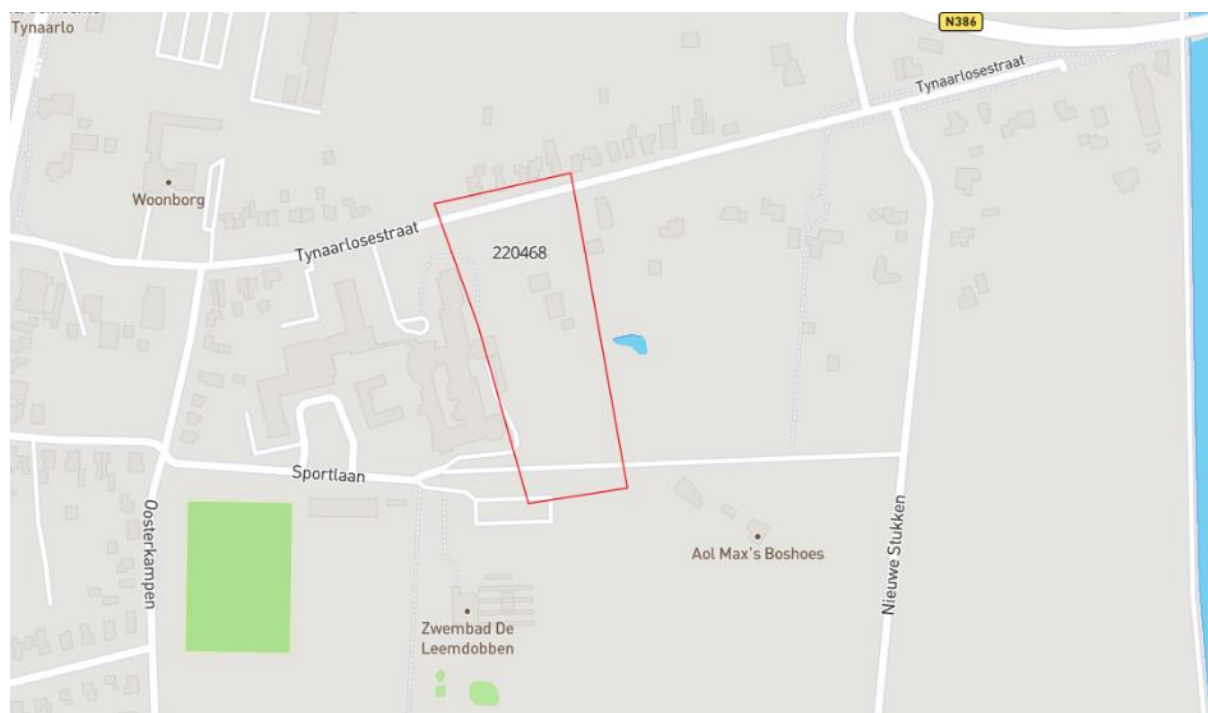 Tynaarlo
N386
Tynaarlosestraat
Woonborg
Tynaarlosestraat
220468
Sportlaan
Oosterkampen
Aol Max's Boshoes
Nieuwe Stukken
Zwembad De
Leemdobben